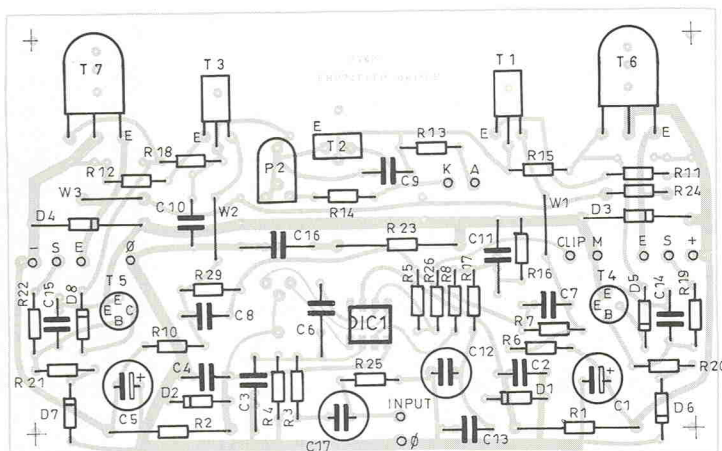 T7
T3
T1
T6
E
E
E
E
E
T2
R13
R18
P2
R15
R12
R11
C9
K
A
R24
W3
R14
W1
D4
C10
W2
D3
C16
R23
C11
CLIP
M
E
S
+
-
S
E
Ø
R16
T5
R29
R5
R26
R8
R17
T4
R22
C15
D8
E
E
C
B
C8
C6
DIC1
C7
E
E
C
B
D5
C14
R19
R10
R7
R6
R21
C4
R25
C12
C2
R20
D2
C3
R4
R3
D1
D7
C5
+
R2
INPUT
R1
C1
+
D6
C17
Ø
C13